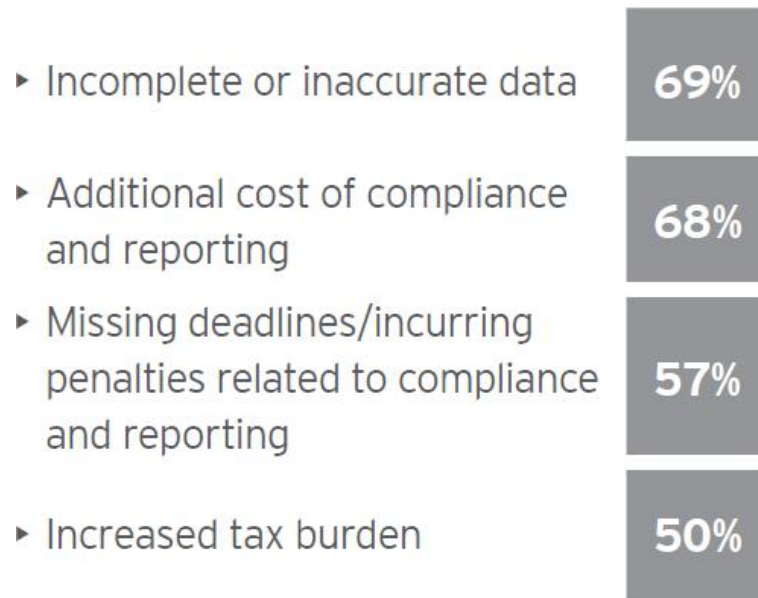 ▸ Incomplete or inaccurate data 69%
▸ Additional cost of compliance
and reporting 68%
▸ Missing deadlines/incurring
penalties related to compliance 57%
and reporting
▸ Increased tax burden 50%